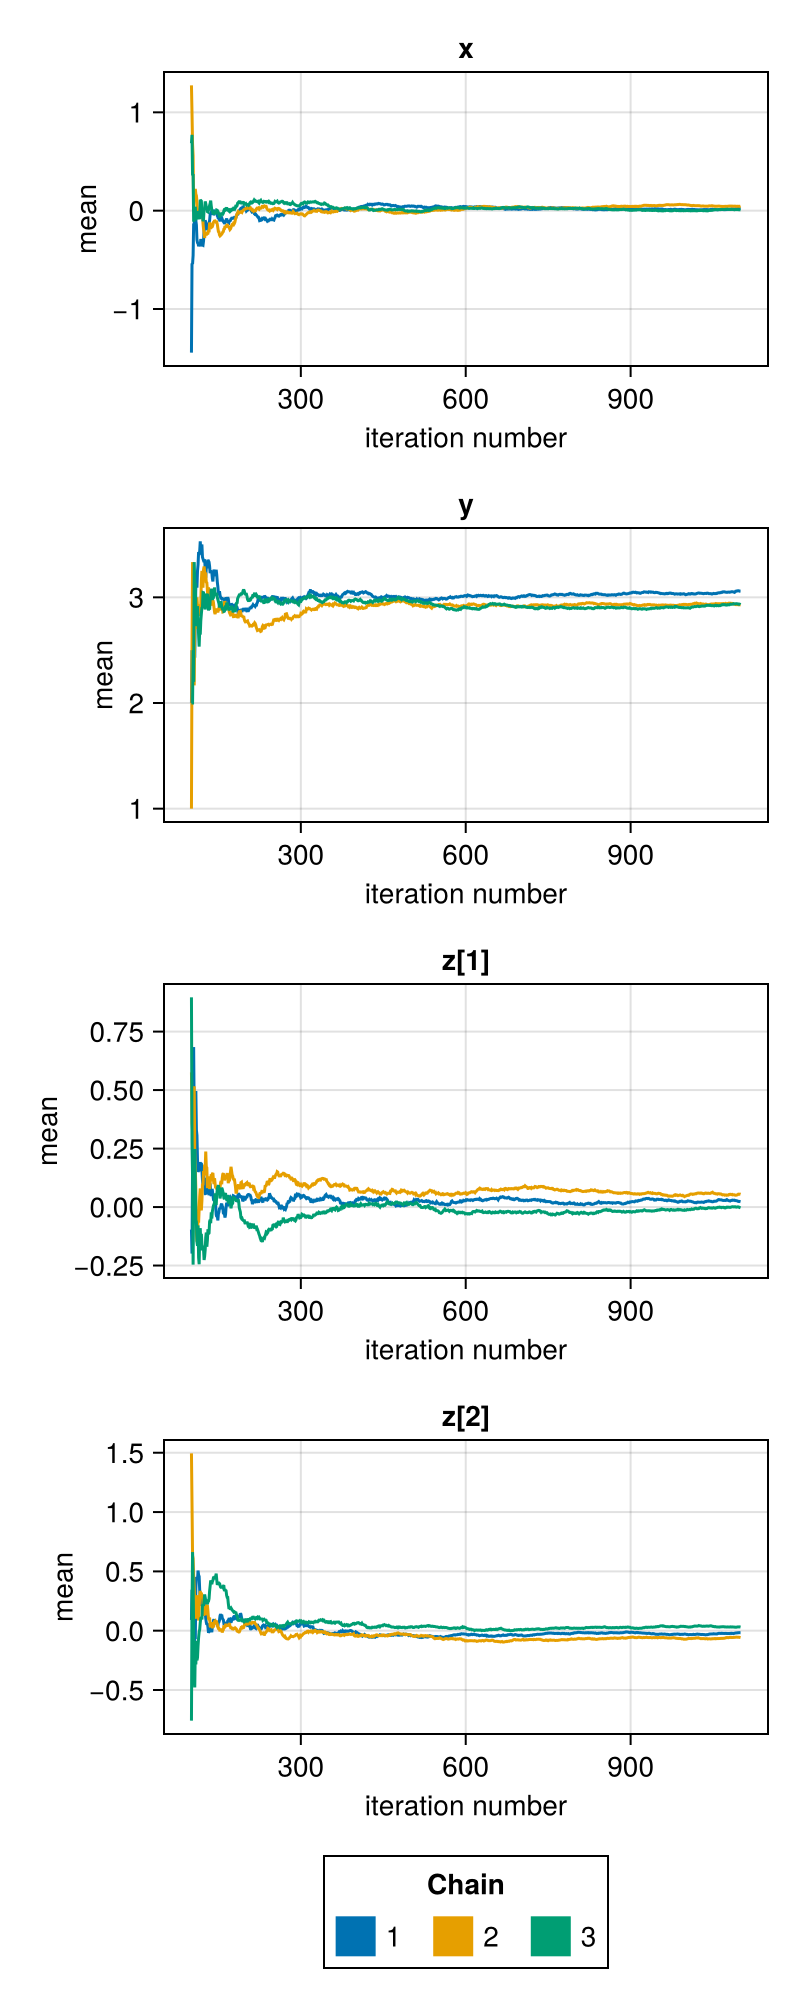 x
1
0
−1
mean
300 600 900
iteration number
y
3
2
1
mean
300 600 900
iteration number
z[1]
0.75
0.50
0.25
0.00
−0.25
mean
300 600 900
iteration number
z[2]
1.5
1.0
0.5
0.0
−0.5
mean
300 600 900
iteration number
Chain
1 2 3